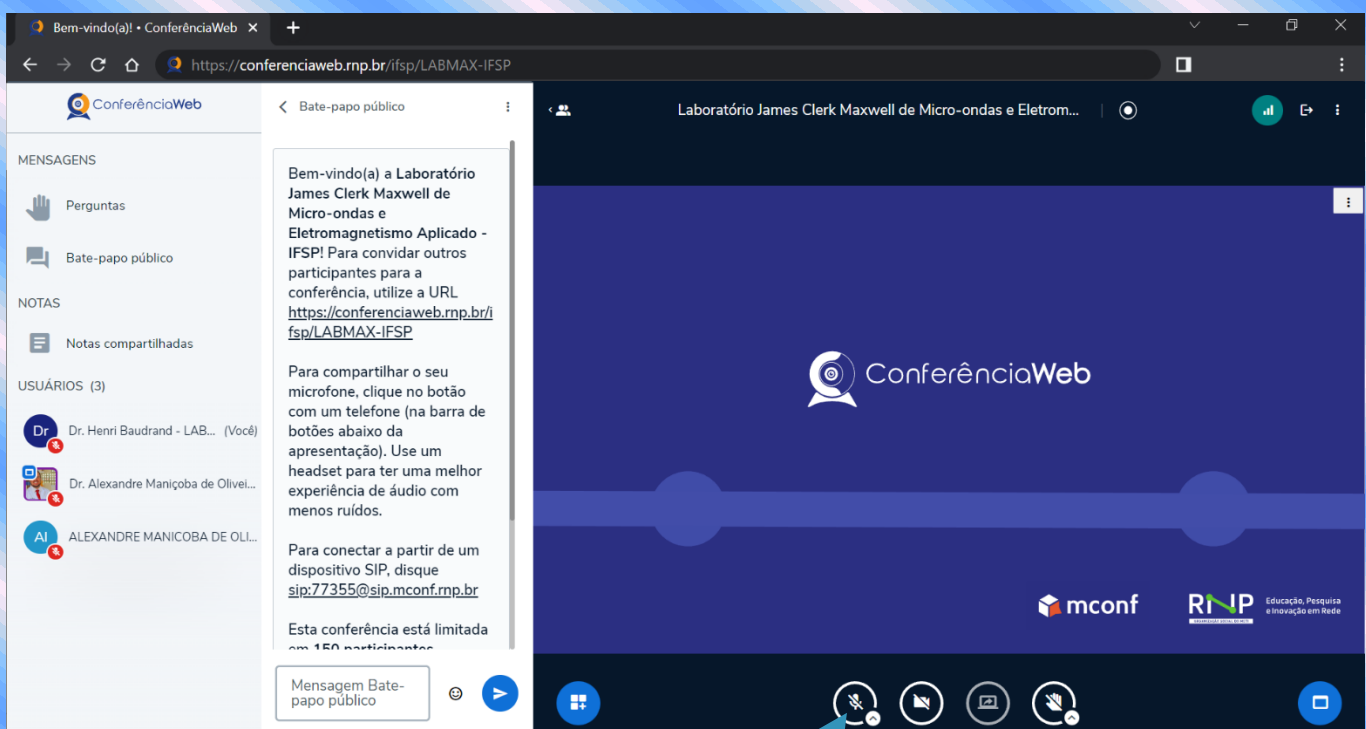 Bem-vindo(a)! • ConferênciaWeb
https://conferenciaweb.rnp.br/ifsp/LABMAX-IFSP
ConferênciaWeb
MENSAGENS
Perguntas
Bate-papo público
NOTAS
Notas compartilhadas
USUÁRIOS (3)
Dr
Dr. Henri Baudrand - LAB... (Você)
Dr. Alexandre Maniçoba de Olivei...
Al
ALEXANDRE MANICOBA DE OLI...
Bate-papo público
Bem-vindo(a) a Laboratório
James Clerk Maxwell de
Micro-ondas e
Eletromagnetismo Aplicado -
IFSP! Para convidar outros
participantes para a
conferência, utilize a URL
https://conferenciaweb.rnp.br/i
fsp/LABMAX-IFSP
Para compartilhar o seu
microfone, clique no botão
com um telefone (na barra de
botões abaixo da
apresentação). Use um
headset para ter uma melhor
experiência de áudio com
menos ruídos.
Para conectar a partir de um
dispositivo SIP, disque
sip:77355@sip.mconf.rnp.br
Esta conferência está limitada
em 150 participantes
Mensagem Bate-
papo público
Laboratório James Clerk Maxwell de Micro-ondas e Eletrom...
ConferênciaWeb
mconf
RNP
Educação, Pesquisa
e Inovação em Rede